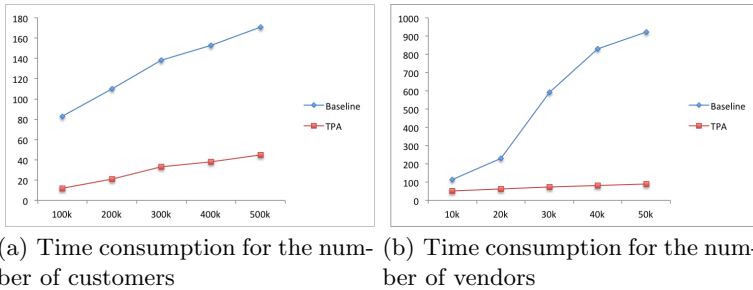 180
160
140
120
100
80
60
40
20
0
100k 200k 300k 400k 500k
Baseline
TPA
1000
900
800
700
600
500
400
300
200
100
0
10k 20k 30k 40k 50k
Baseline
TPA
(a) Time consumption for the num-
ber of customers
(b) Time consumption for the num-
ber of vendors